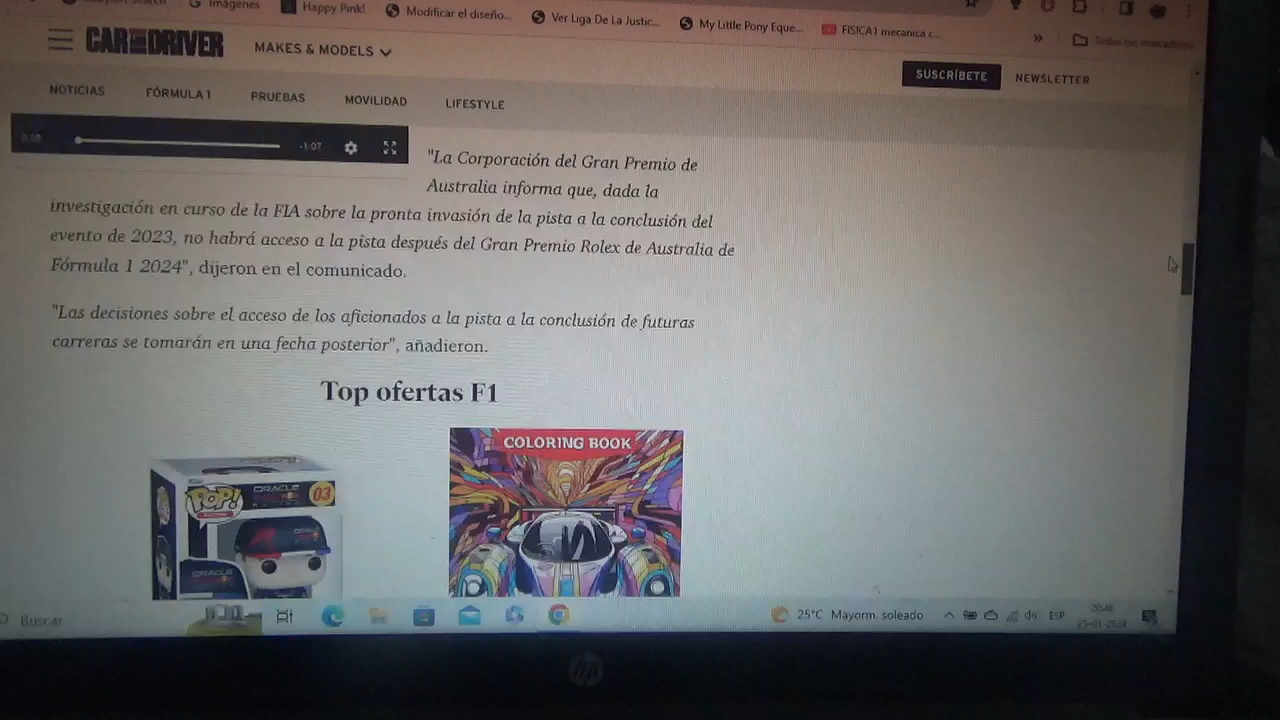 Imágenes
Happy Pink!
Modificar el diseño...
Ver Liga De La Justic...
My Little Pony Eque...
FISICA1 mecanica c...
»
Todos los marcadores
CAR AND DRIVER
MAKES & MODELS
SUSCRÍBETE
NEWSLETTER
NOTICIAS
FÓRMULA 1
PRUEBAS
MOVILIDAD
LIFESTYLE
-1:07
"La Corporación del Gran Premio de
Australia informa que, dada la
investigación en curso de la FIA sobre la pronta invasión de la pista a la conclusión del
evento de 2023, no habrá acceso a la pista después del Gran Premio Rolex de Australia de
Fórmula 1 2024", dijeron en el comunicado.
"Las decisiones sobre el acceso de los aficionados a la pista a la conclusión de futuras
carreras se tomarán en una fecha posterior", añadieron.
Top ofertas F1
COLORING BOOK
POP!
ORACLE
03
ORACLE
Buscar
25°C Mayorm. soleado
ESP
hp